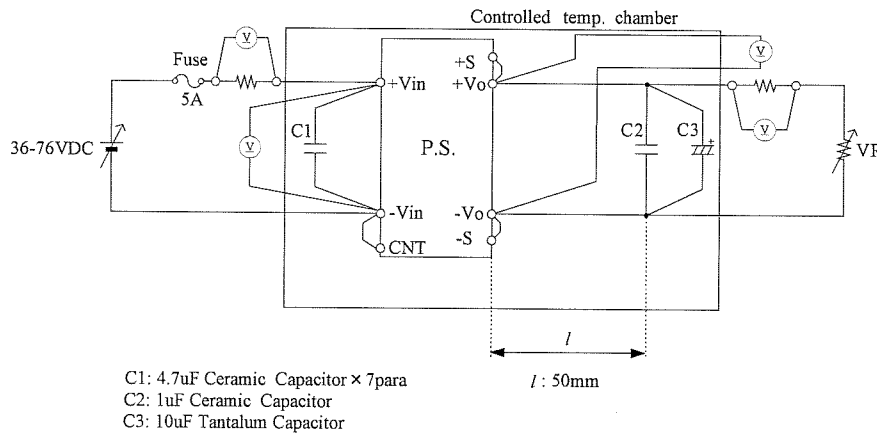 Controlled temp. chamber
Fuse
5A
V
+S
V
+Vin
+Vo
36-76VDC
V
C1
P.S.
C2
C3
+
V
VR
-Vin
-Vo
CNT
-S
l
l : 50mm
C1: 4.7uF Ceramic Capacitor × 7para
C2: 1uF Ceramic Capacitor
C3: 10uF Tantalum Capacitor